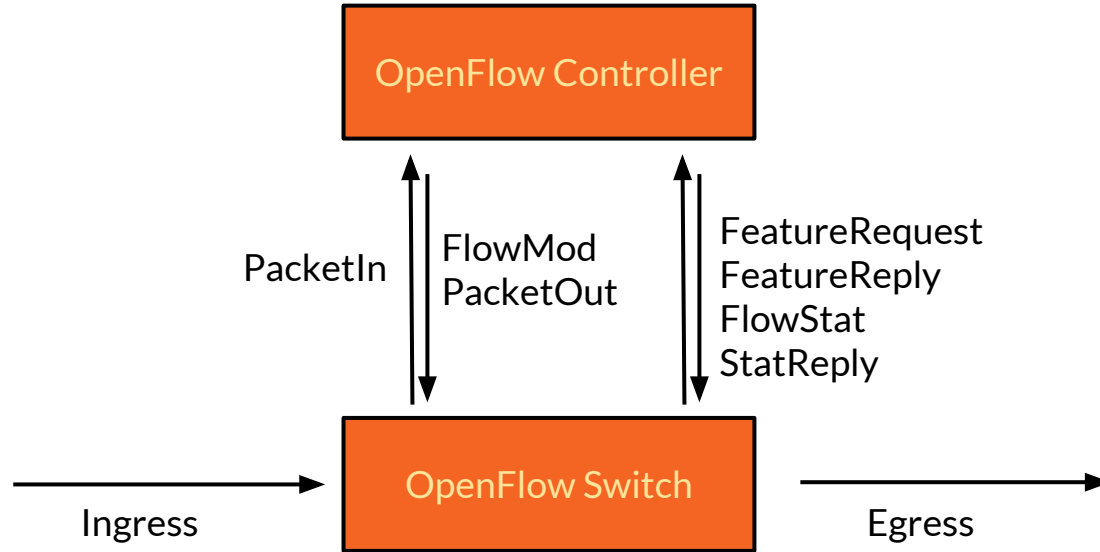 OpenFlow Controller
PacketIn
FlowMod
PacketOut
FeatureRequest
FeatureReply
FlowStat
StatReply
OpenFlow Switch
Ingress
Egress